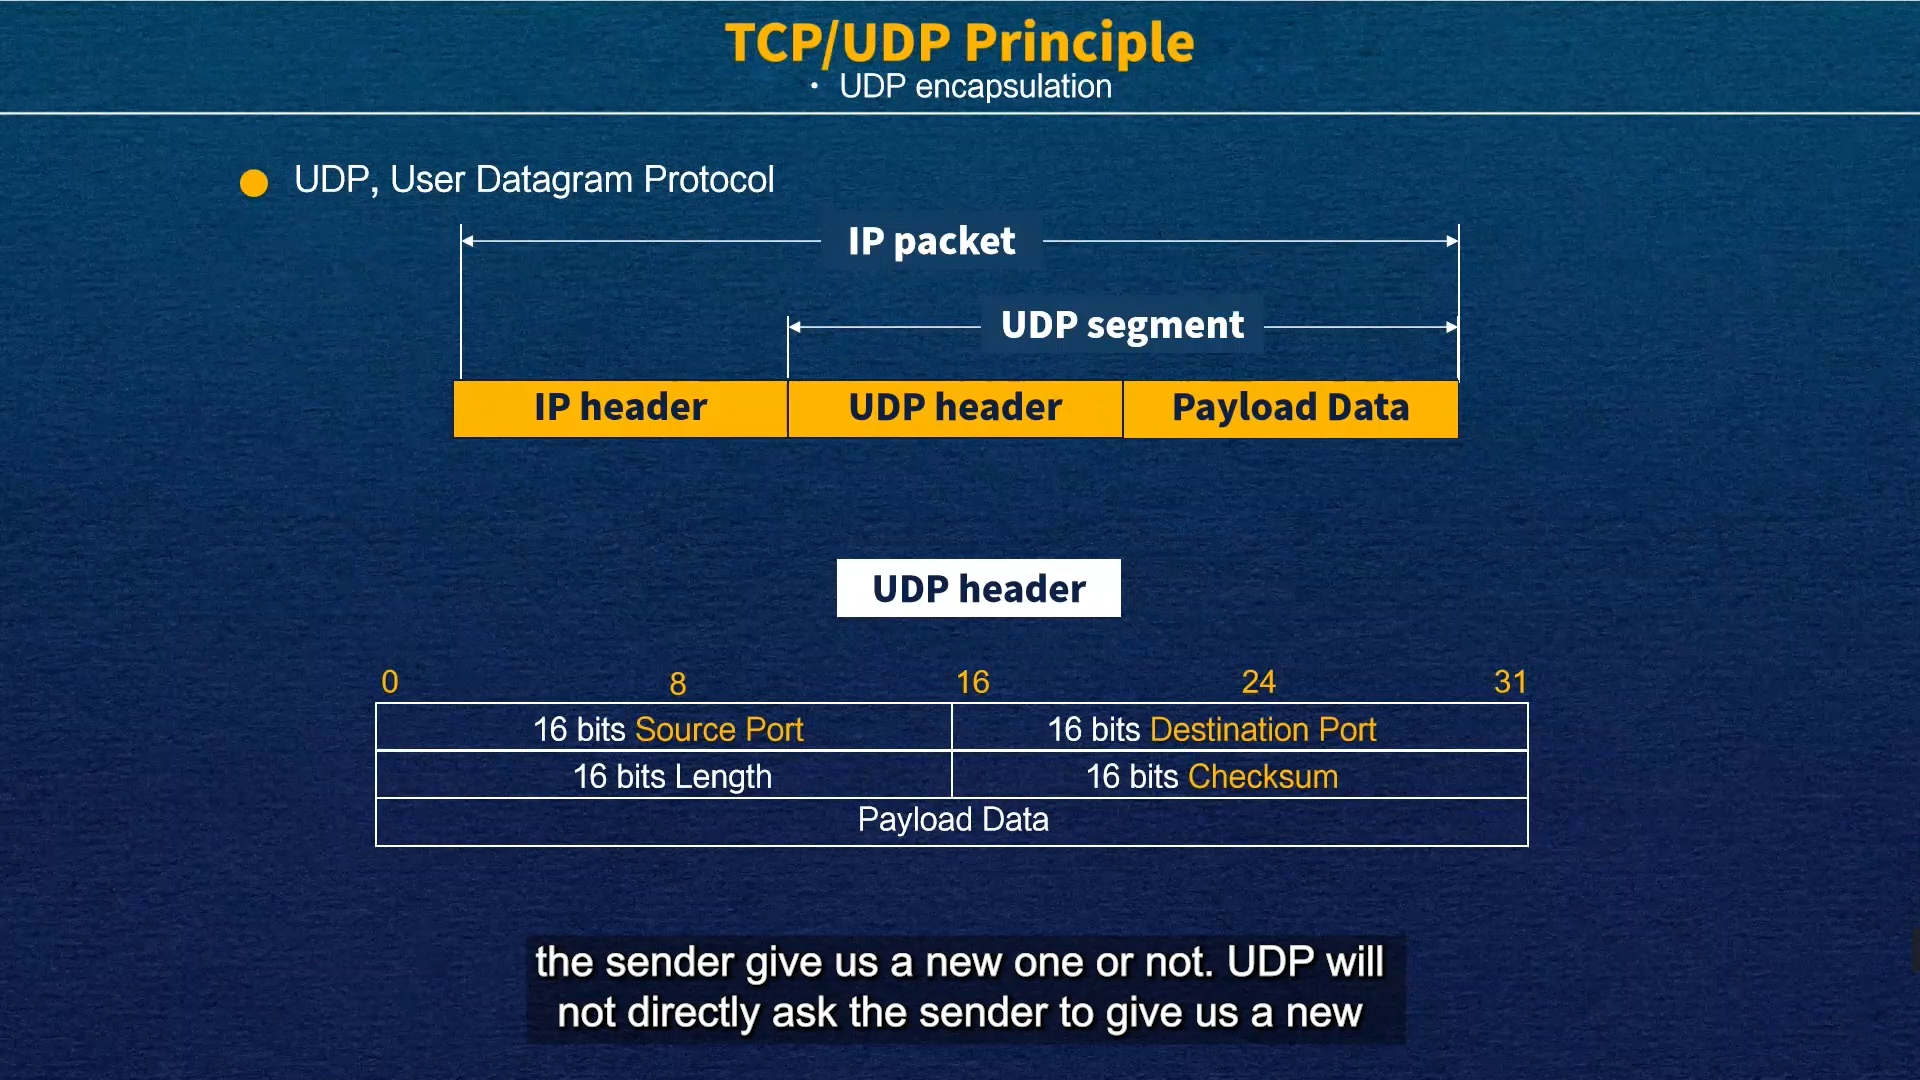 TCP/UDP Principle
• UDP encapsulation
UDP, User Datagram Protocol
IP packet
UDP segment
IP header UDP header Payload Data
UDP header
0 8 16 24 31
16 bits Source Port 16 bits Destination Port
16 bits Length 16 bits Checksum
Payload Data
the sender give us a new one or not. UDP will
not directly ask the sender to give us a new